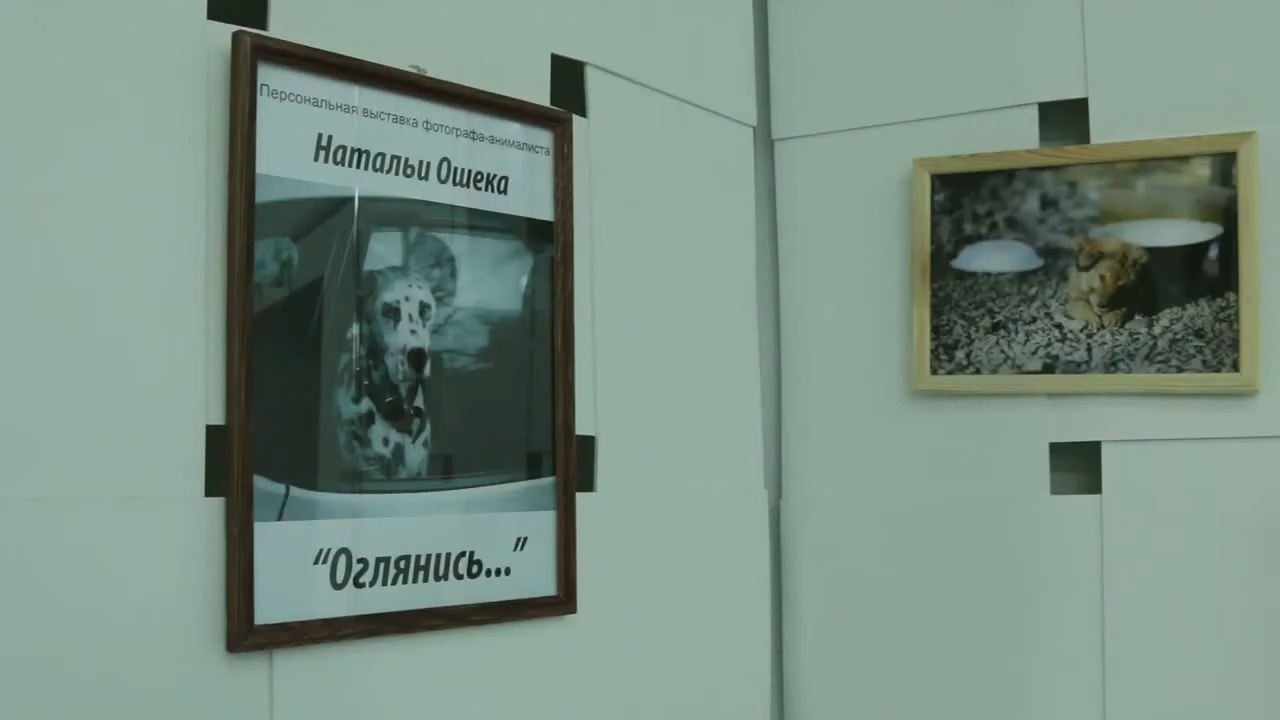 Персональная выставка фотографа-анималиста
Натальи Ошека
“Оглянись...”